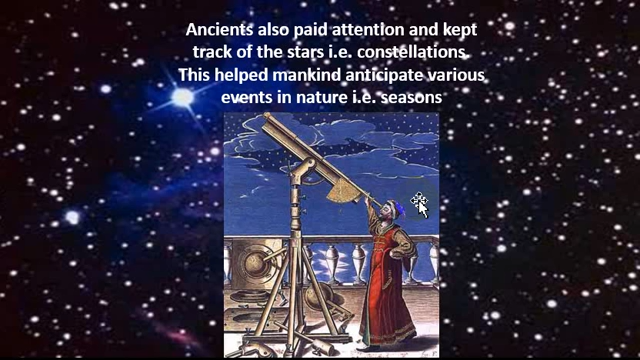 Ancients also paid attention and kept
track of the stars i.e. constellations.
This helped mankind anticipate various
events in nature i.e. seasons